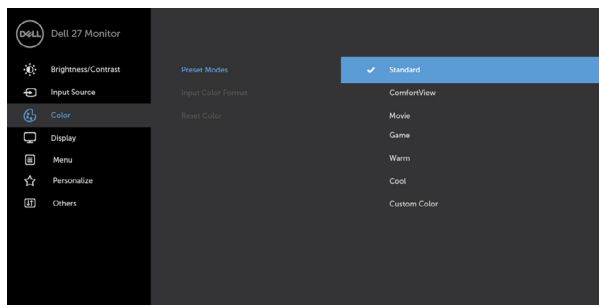 DELL Dell 27 Monitor
Brightness/Contrast
Preset Modes
Standard
Input Source
Input Color Format
ComfortView
Color
Reset Color
Movie
Display
Game
Menu
Warm
Personalize
Cool
Others
Custom Color